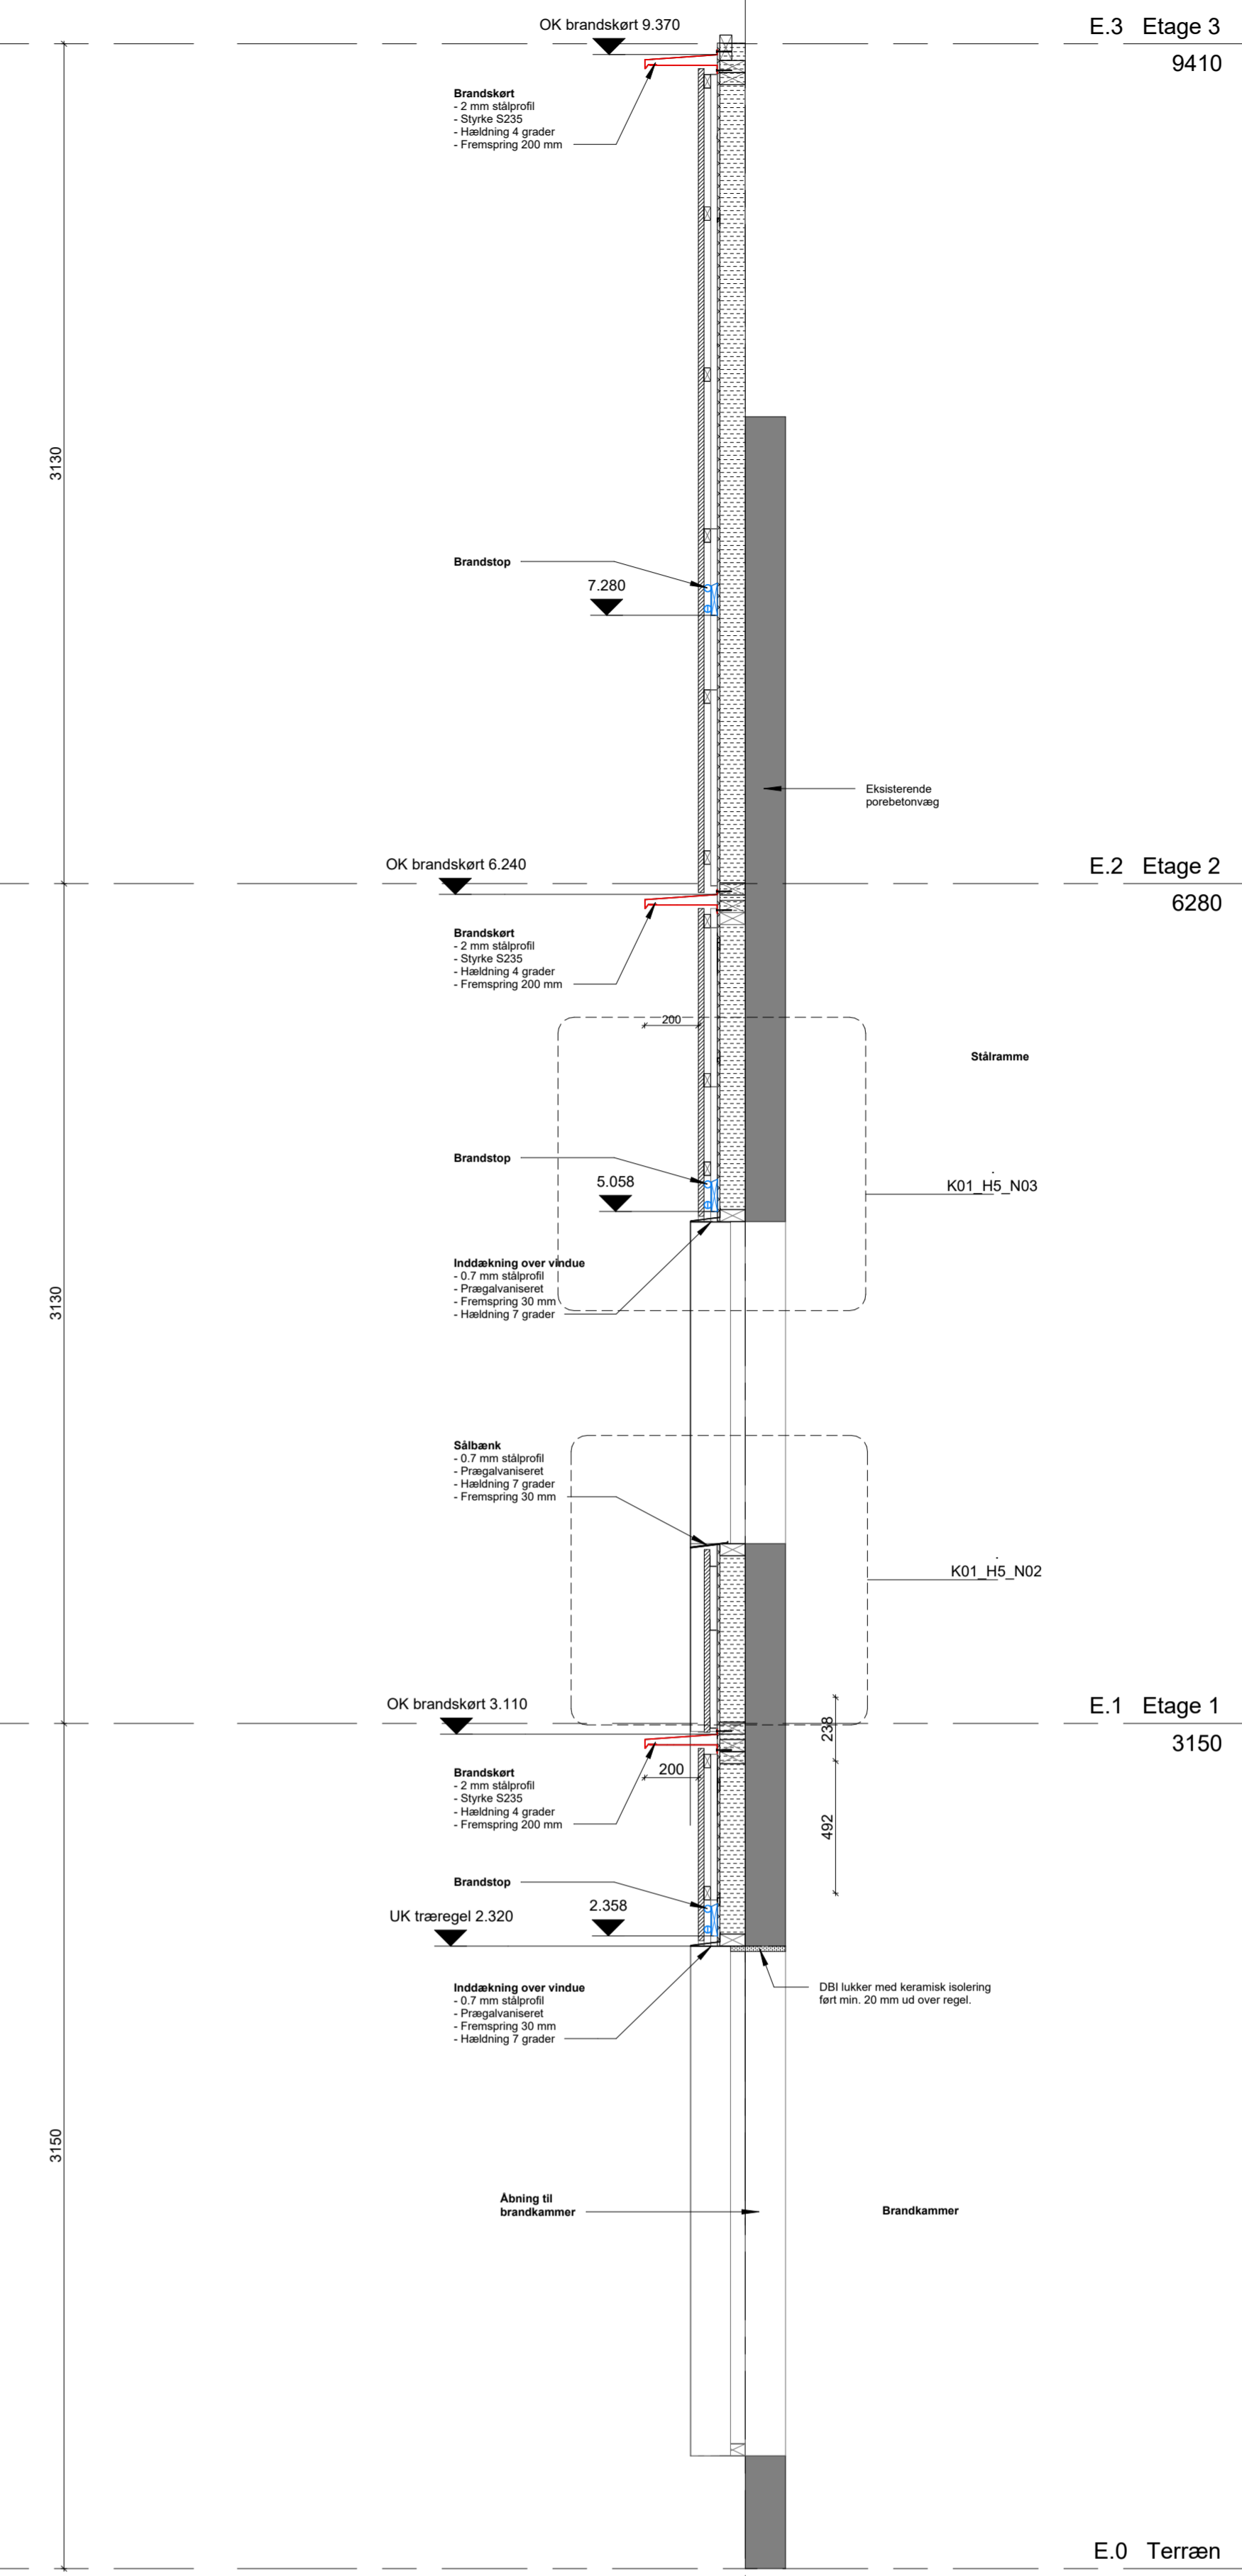 OK brandskørt 9.370
E.3 Etage 3
9410
Brandskørt
- 2 mm stålprofil
- Styrke S235
- Hældning 4 grader
- Fremspring 200 mm
3130
Brandstop
7.280
Eksisterende
porebetonvæg
OK brandskørt 6.240
E.2 Etage 2
6280
Brandskørt
- 2 mm stålprofil
- Styrke S235
- Hældning 4 grader
- Fremspring 200 mm
200
Stålramme
Brandstop
5.058
K01_H5_N03
Inddækning over vindue
- 0.7 mm stålprofil
- Prægalvaniseret
- Fremspring 30 mm
- Hældning 7 grader
3130
Sålbænk
- 0.7 mm stålprofil
- Prægalvaniseret
- Hældning 7 grader
- Fremspring 30 mm
K01_H5_N02
OK brandskørt 3.110
E.1 Etage 1
238
3150
Brandskørt
- 2 mm stålprofil
- Styrke S235
- Hældning 4 grader
- Fremspring 200 mm
200
492
Brandstop
UK træregel 2.320
2.358
Inddækning over vindue
- 0.7 mm stålprofil
- Prægalvaniseret
- Fremspring 30 mm
- Hældning 7 grader
DBI lukker med keramisk isolering
ført min. 20 mm ud over regel.
3150
Åbning til
brandkammer
Brandkammer
E.0 Terræn